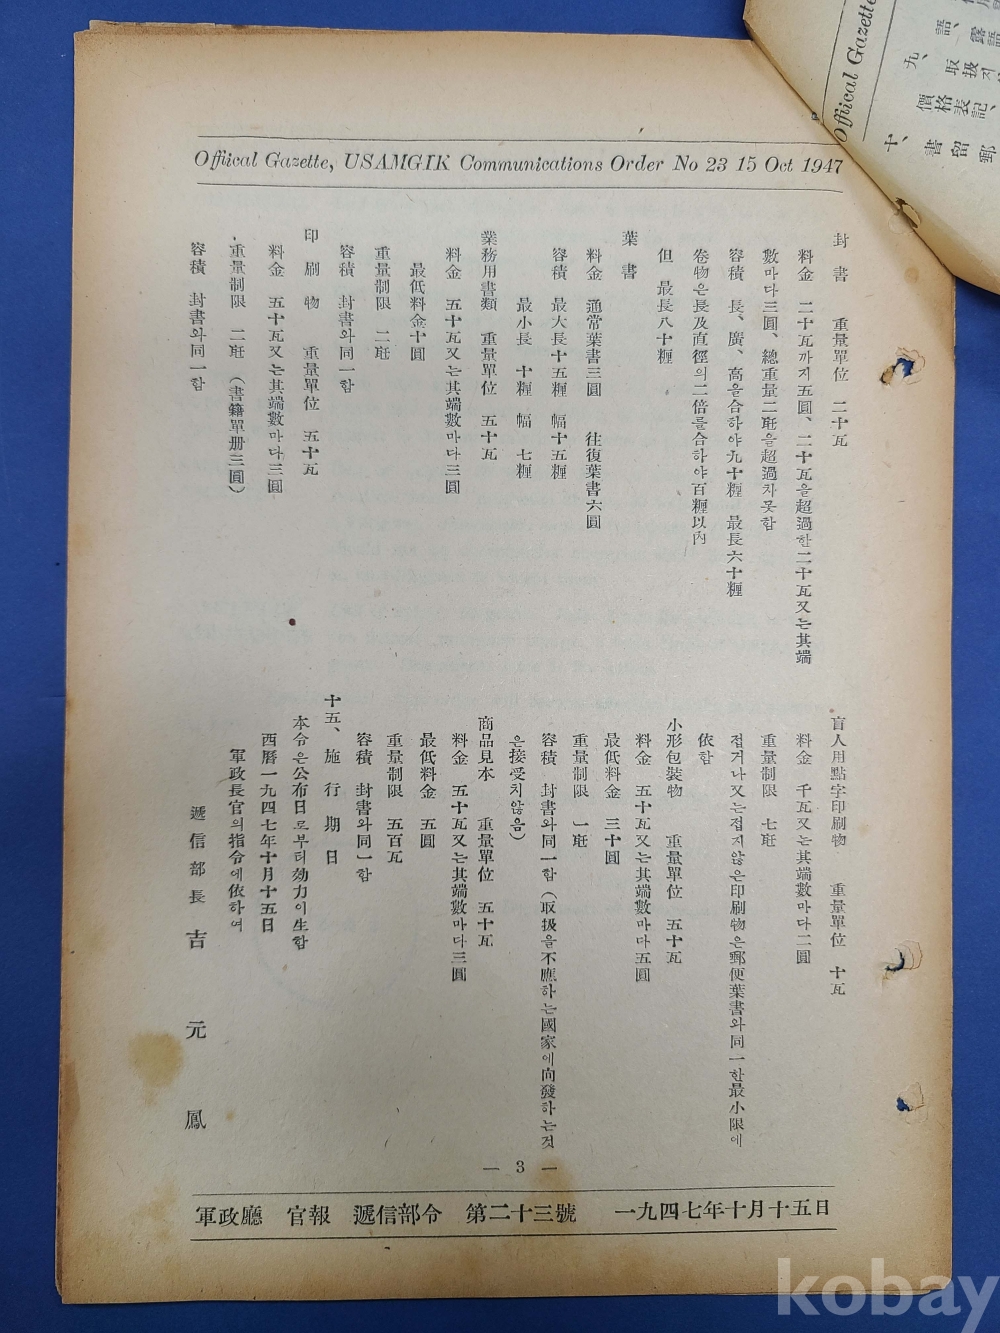 Offiical Gazette, USAMGIK Communications Order No 23 15 Oct 1947
封書 重量單位 二十瓦
料金 二十瓦까지五圓、二十瓦을超過한二十瓦又는其端
數마다三圓、總重量二瓩을超過차못함
容積 長、廣、高을合하야九十糎 最長六十糎
卷物은長及直徑의二倍를合하야百糎以內
但 最長八十糎
葉書
料金 通常葉書三圓 往復葉書六圓
容積 最大長十五糎 幅十五糎
最小長 十糎 幅 七糎
業務用書類 重量單位 五十瓦
料金 五十瓦又는其端數마다三圓
最低料金十圓
重量制限 二瓩
容積 封書와同一함
印刷物 重量單位 五十瓦
料金 五十瓦又는其端數마다三圓
重量制限 二瓩 (書籍單册三圓)
容積 封書와同一함
盲人用點字印刷物 重量單位 十瓦
料金 千瓦又는其端數마다二圓
重量制限 七瓩
접거나又는접지않은印刷物은郵便葉書와同一한最小限에
依함
小形包裝物 重量單位 五十瓦
料金 五十瓦又는其端數마다五圓
最低料金 三十圓
重量制限 一瓩
容積 封書와同一함(取扱을不應하는國家에向發하는것
은接受치않음)
商品見本 重量單位 五十瓦
料金 五十瓦又는其端數마다三圓
最低料金 五圓
重量制限 五百瓦
容積 封書와同一함
十五、施行期日
本令은公布日로부터効力이生함
西曆一九四七年十月十五日
軍政長官의指令에依하여
遞信部長 吉元鳳
— 3 —
軍政廳 官報 遞信部令 第二十三號 一九四七年十月十五日
Offiical Gazette
九、取扱지
價格表記、
十、書留郵
kobay